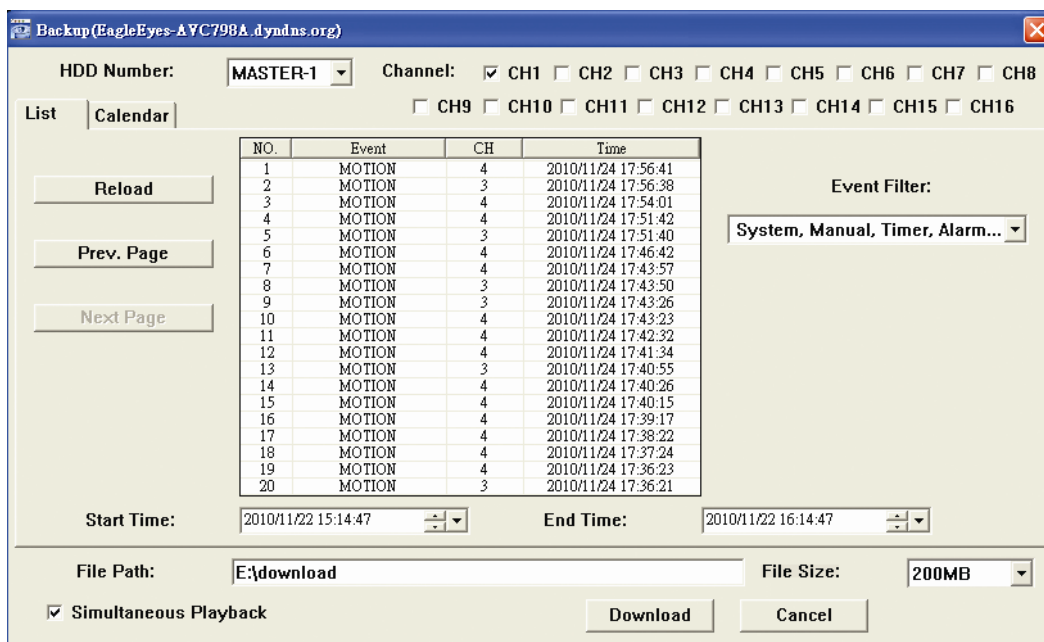 Backup(EagleEyes-AVC798A.dyndns.org)
HDD Number: MASTER-1 Channel: CH1 CH2 CH3 CH4 CH5 CH6 CH7 CH8
CH9 CH10 CH11 CH12 CH13 CH14 CH15 CH16
List Calendar
NO. Event CH Time
1 MOTION 4 2010/11/24 17:56:41
2 MOTION 3 2010/11/24 17:56:38
3 MOTION 4 2010/11/24 17:54:01
4 MOTION 4 2010/11/24 17:51:42
5 MOTION 3 2010/11/24 17:51:40
6 MOTION 4 2010/11/24 17:46:42
7 MOTION 4 2010/11/24 17:43:57
8 MOTION 3 2010/11/24 17:43:50
9 MOTION 3 2010/11/24 17:43:26
10 MOTION 4 2010/11/24 17:43:23
11 MOTION 4 2010/11/24 17:42:32
12 MOTION 4 2010/11/24 17:41:34
13 MOTION 3 2010/11/24 17:40:55
14 MOTION 4 2010/11/24 17:40:26
15 MOTION 4 2010/11/24 17:40:15
16 MOTION 4 2010/11/24 17:39:17
17 MOTION 4 2010/11/24 17:38:22
18 MOTION 4 2010/11/24 17:37:24
19 MOTION 4 2010/11/24 17:36:23
20 MOTION 3 2010/11/24 17:36:21
Reload
Prev. Page
Next Page
Event Filter:
System, Manual, Timer, Alarm...
Start Time: 2010/11/22 15:14:47 End Time: 2010/11/22 16:14:47
File Path: E:\download File Size: 200MB
Simultaneous Playback Download Cancel